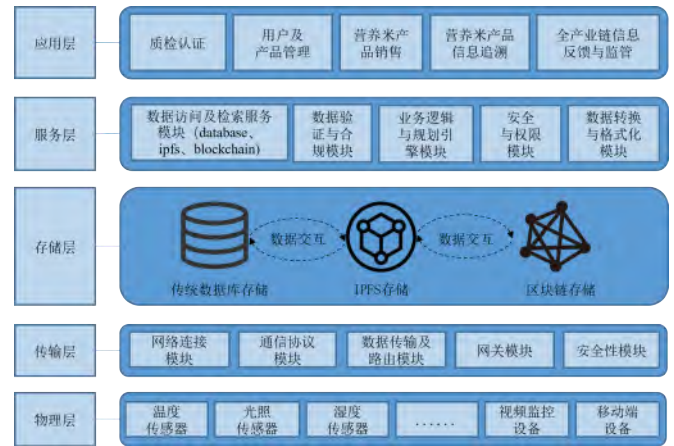 应用层
质检认证
用户及
产品管理
营养米产
品销售
营养米产品
信息追溯
全产业链信息
反馈与监管
服务层
数据访问及检索服务
模块 (database、
ipfs、blockchain)
数据验
证与合
规模块
业务逻辑
与规划引
擎模块
安全
与权限
模块
数据转换
与格式化
模块
存储层
数据交互
数据交互
传统数据库存储
IPFS存储
区块链存储
传输层
网络连接
模块
通信协议
模块
数据传输及
路由模块
网关模块
安全性模块
物理层
温度
传感器
光照
传感器
湿度
传感器
......
视频监控
设备
移动端
设备